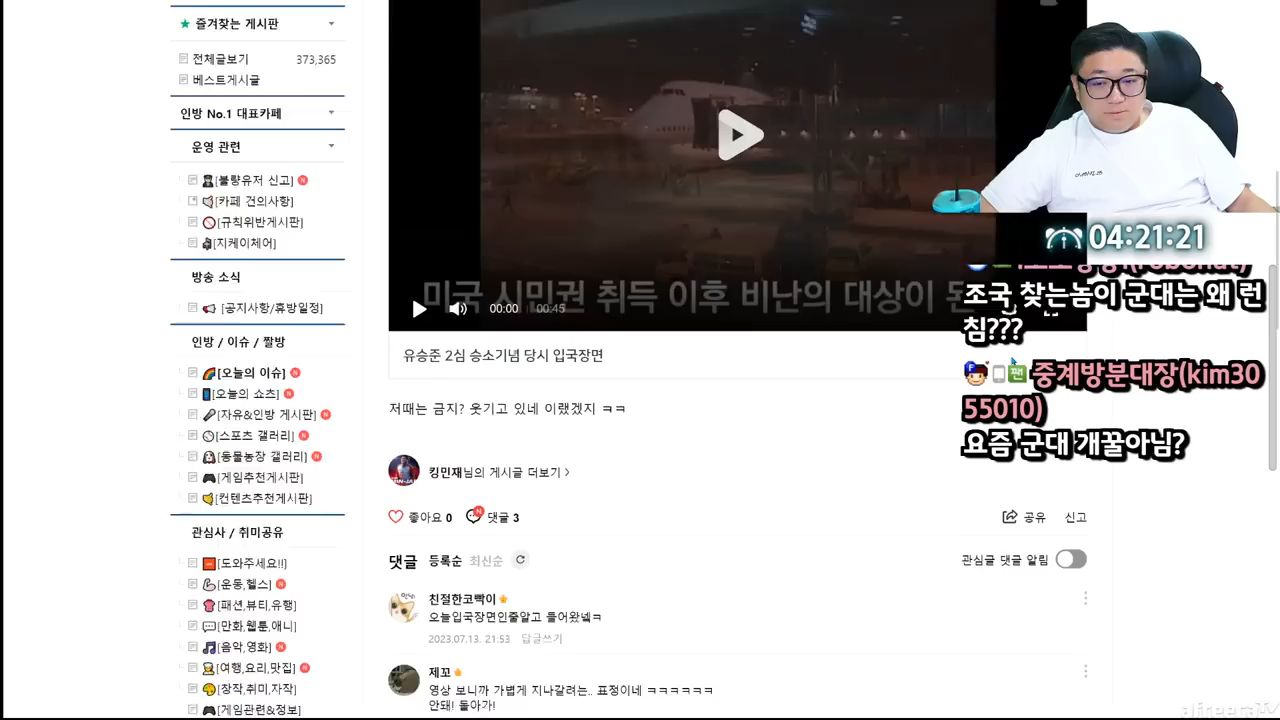 즐겨찾는 게시판
전체글보기 373,365
베스트게시글
인방 No.1 대표카페
운영 관련
[불량유저 신고]
[카페 건의사항]
[규칙위반게시판]
[지케이체어]
방송 소식
[공지사항/휴방일정]
인방 / 이슈 / 짤방
[오늘의 이슈]
[오늘의 쇼츠]
[자유&인방 게시판]
[스포츠 갤러리]
[동물농장 갤러리]
[게임추천게시판]
[컨텐츠추천게시판]
관심사 / 취미공유
[도와주세요!!]
[운동,헬스]
[패션,뷰티,유행]
[만화,웹툰,애니]
[음악,영화]
[여행,요리,맛집]
[창작,취미,자작]
[게임관련&정보]
미국 시민권 취득 이후 비난의 대상이
00:00 00:45
유승준 2심 승소기념 당시 입국장면
저때는 금지? 웃기고 있네 이랬겠지 ㅋㅋ
킹민재님의 게시글 더보기
좋아요 0 댓글 3
공유 신고
댓글 등록순 최신순
관심글 댓글 알림
친절한코빡이
오늘입국장면인줄알고 들어왔넼ㅋ
2023.07.13. 21:53 답글쓰기
제꼬
영상 보니까 가볍게 지나갈려는.. 표정이네 ㅋㅋㅋㅋㅋㅋ
안돼! 돌아가!
04:21:21
조국 찾는놈이 군대는 왜 런
침???
중계방분대장(kim30
55010)
요즘 군대 개꿀아님?